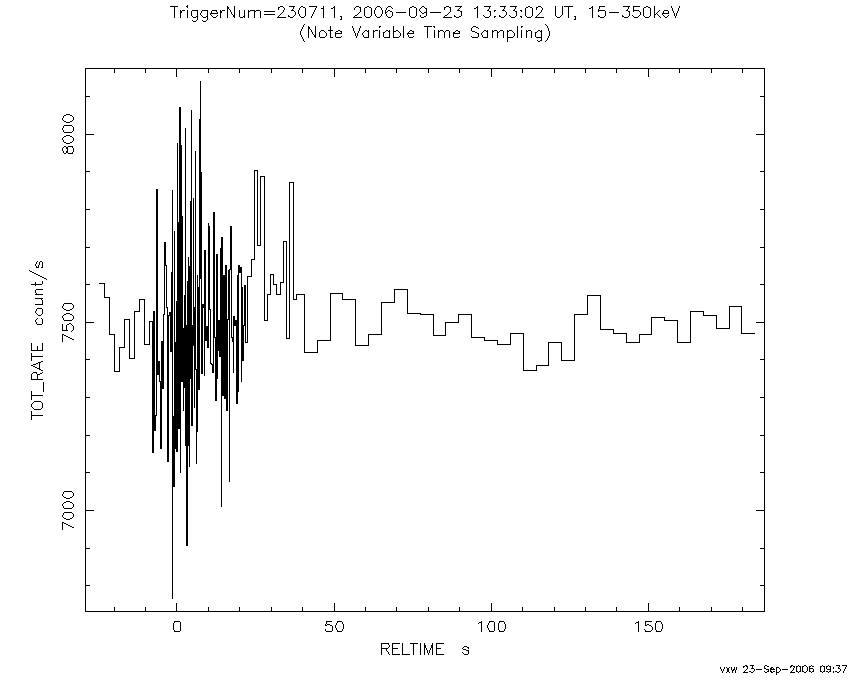 TriggerNum=230711, 2006-09-23 13:33:02 UT, 15-350keV
(Note Variable Time Sampling)
TOT_RATE count/s
8000
7500
7000
0 50 100 150
RELTIME s
vxw 23-Sep-2006 09:37